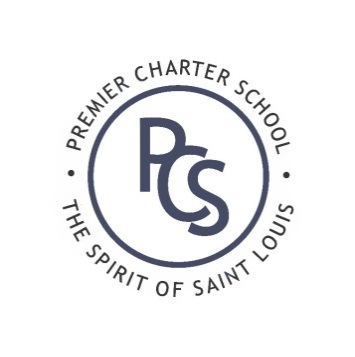 PREMIER CHARTER SCHOOL
PCS
THE SPIRIT OF SAINT LOUIS